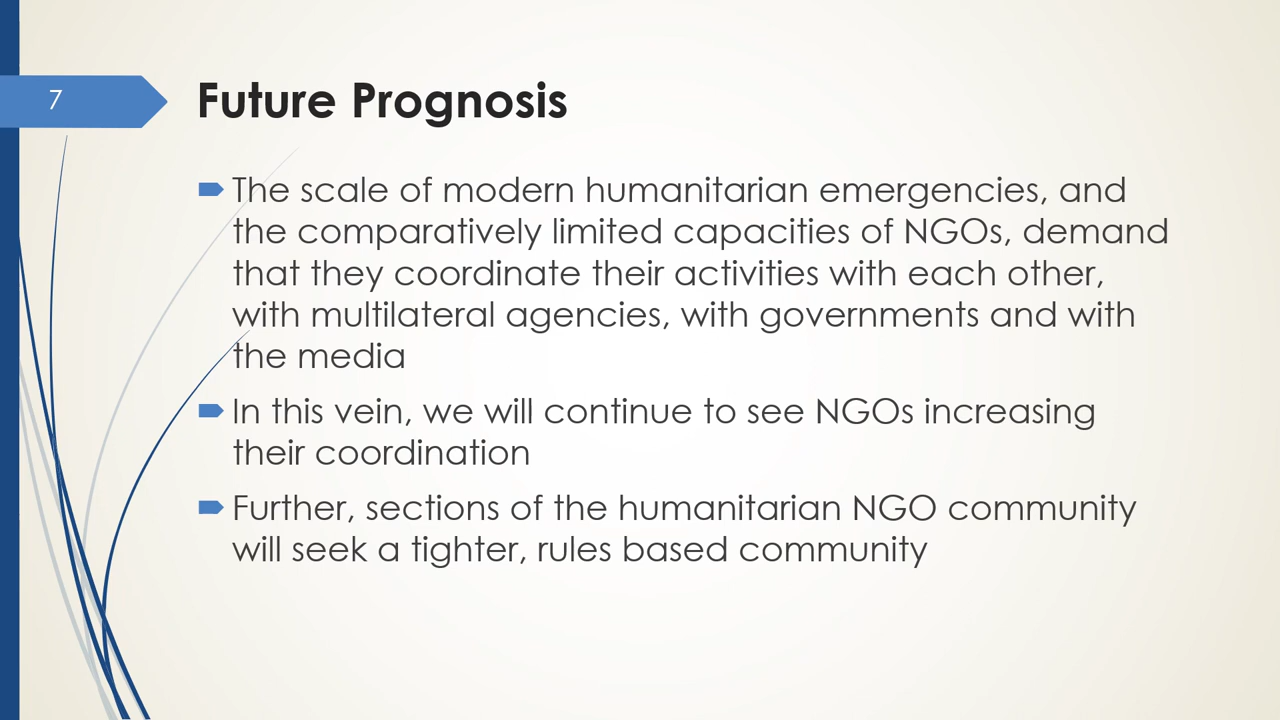 7
Future Prognosis
The scale of modern humanitarian emergencies, and
the comparatively limited capacities of NGOs, demand
that they coordinate their activities with each other,
with multilateral agencies, with governments and with
the media
In this vein, we will continue to see NGOs increasing
their coordination
Further, sections of the humanitarian NGO community
will seek a tighter, rules based community